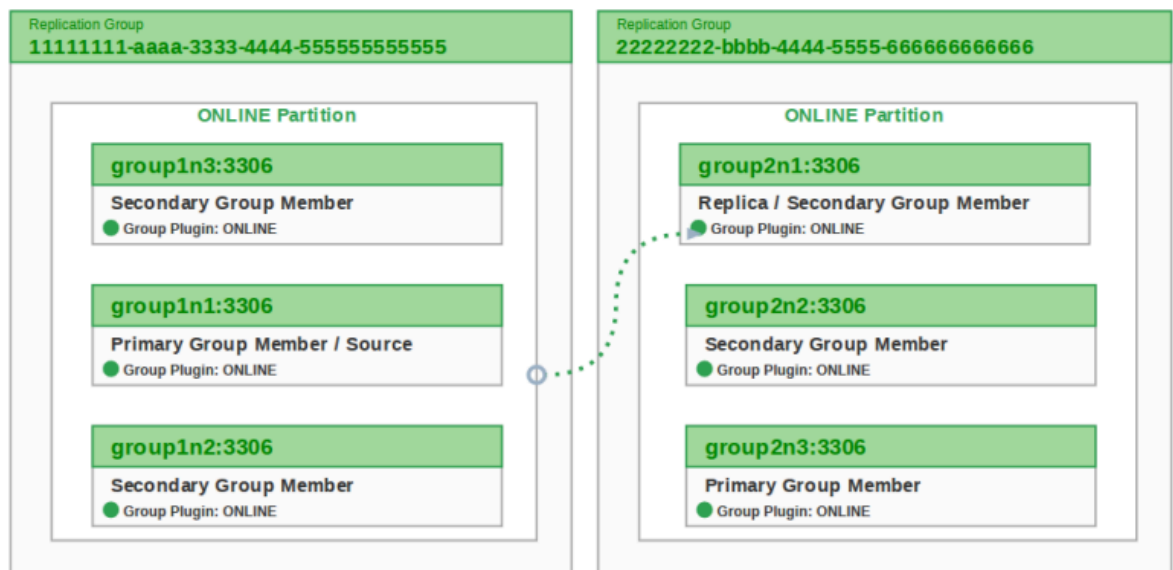 Replication Group
11111111-aaaa-3333-4444-555555555555
ONLINE Partition
group1n3:3306
Secondary Group Member
Group Plugin: ONLINE
group1n1:3306
Primary Group Member / Source
Group Plugin: ONLINE
group1n2:3306
Secondary Group Member
Group Plugin: ONLINE
Replication Group
22222222-bbbb-4444-5555-666666666666
ONLINE Partition
group2n1:3306
Replica / Secondary Group Member
Group Plugin: ONLINE
group2n2:3306
Secondary Group Member
Group Plugin: ONLINE
group2n3:3306
Primary Group Member
Group Plugin: ONLINE